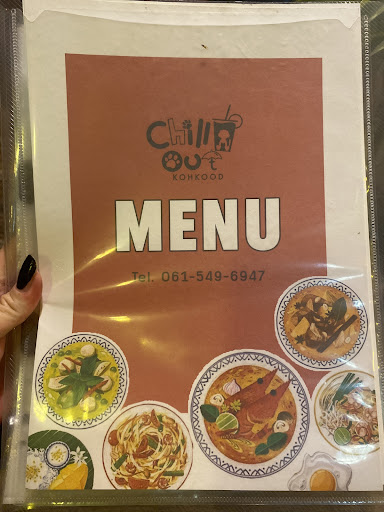 Chill
Out
KOHKOOD
MENU
Tel. 061-549-6947